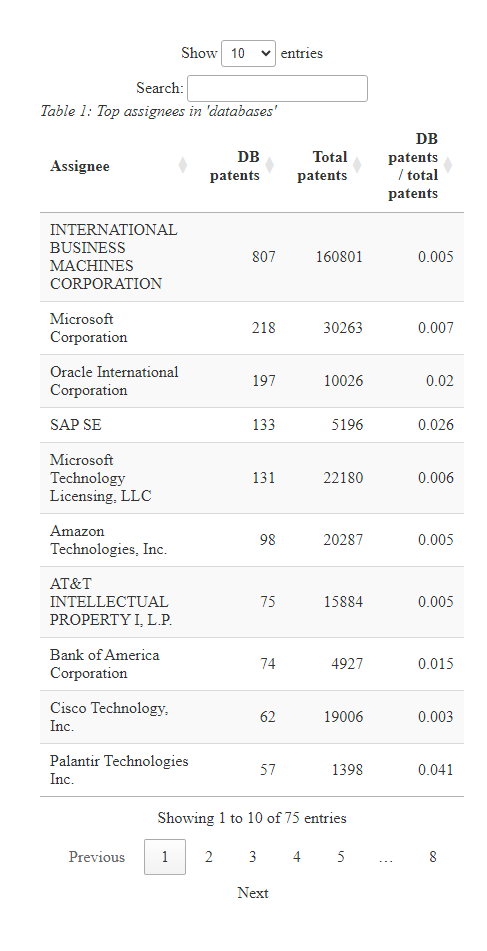 Show 10 entries
Search:
Table 1: Top assignees in 'databases'
Assignee DB patents Total patents DB patents / total patents
INTERNATIONAL BUSINESS MACHINES CORPORATION 807 160801 0.005
Microsoft Corporation 218 30263 0.007
Oracle International Corporation 197 10026 0.02
SAP SE 133 5196 0.026
Microsoft Technology Licensing, LLC 131 22180 0.006
Amazon Technologies, Inc. 98 20287 0.005
AT&T INTELLECTUAL PROPERTY I, L.P. 75 15884 0.005
Bank of America Corporation 74 4927 0.015
Cisco Technology, Inc. 62 19006 0.003
Palantir Technologies Inc. 57 1398 0.041
Showing 1 to 10 of 75 entries
Previous 1 2 3 4 5 … 8
Next